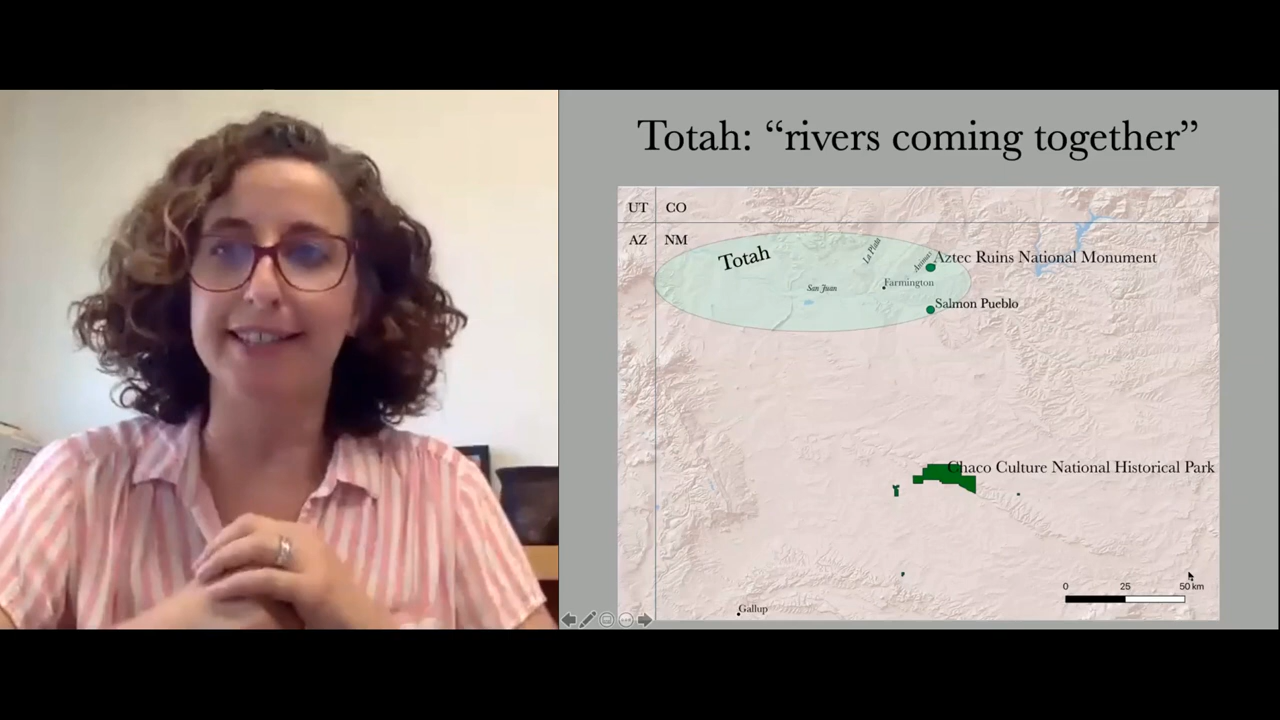 Totah: “rivers coming together”
UT CO
AZ NM
Totah
La Plata
Animas
Aztec Ruins National Monument
San Juan
Farmington
Salmon Pueblo
Chaco Culture National Historical Park
0 25 50 km
Gallup